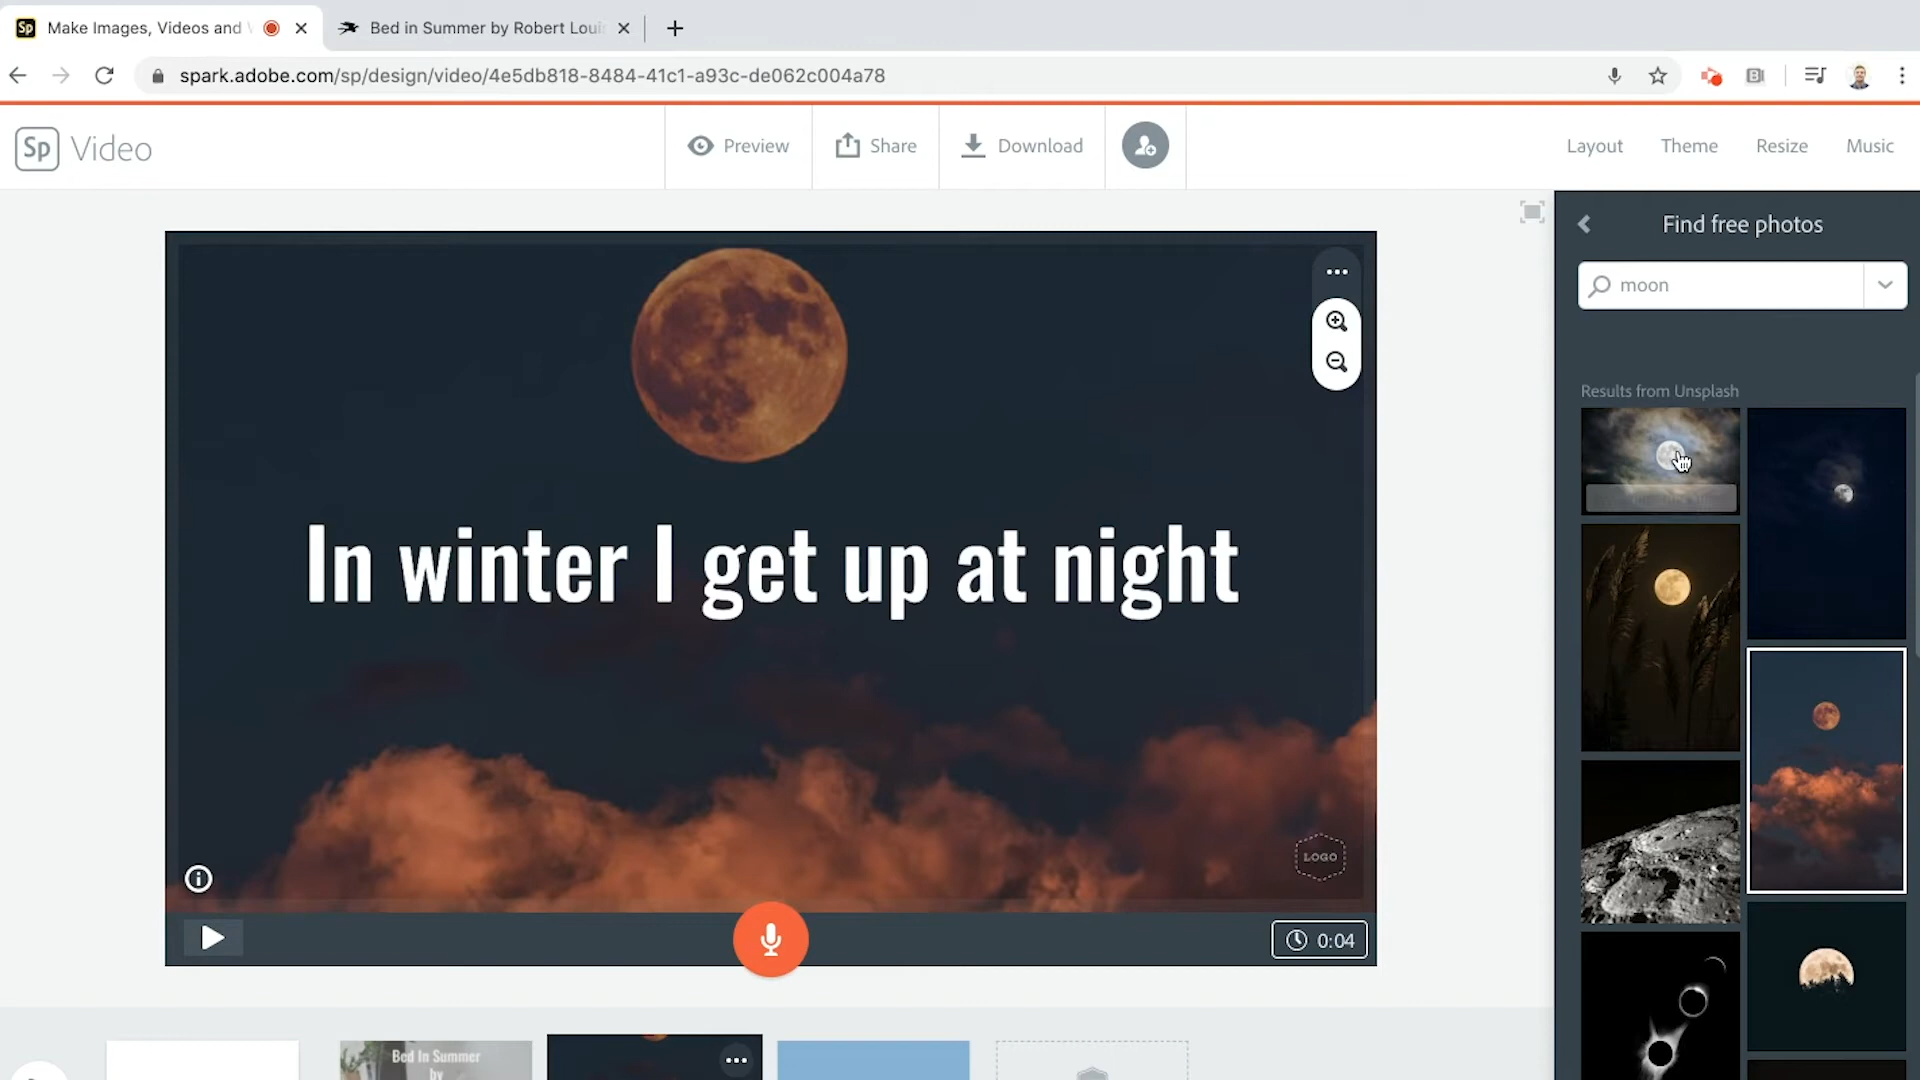 Sp Make Images, Videos and
Bed in Summer by Robert Loui
spark.adobe.com/sp/design/video/4e5db818-8484-41c1-a93c-de062c004a78
Sp Video
Preview
Share
Download
Layout
Theme
Resize
Music
Find free photos
moon
Results from Unsplash
In winter I get up at night
LOGO
0:04
Bed In Summer
by